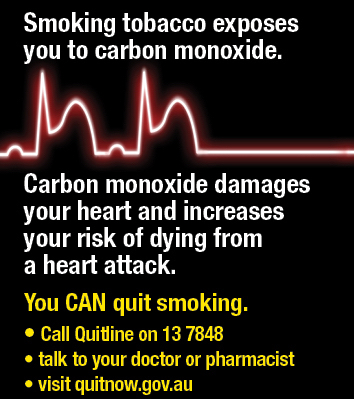 Smoking tobacco exposes
you to carbon monoxide.
Carbon monoxide damages
your heart and increases
your risk of dying from
a heart attack.
You CAN quit smoking.
• Call Quitline on 13 7848
• talk to your doctor or pharmacist
• visit quitnow.gov.au